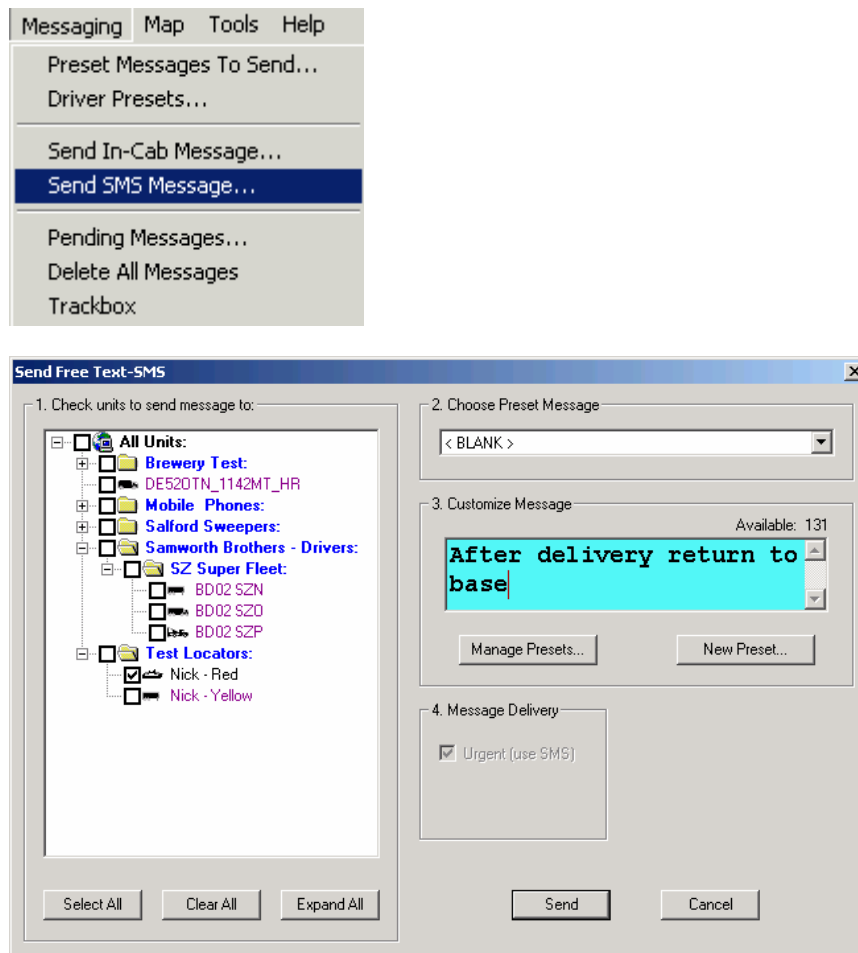 Messaging Map Tools Help
Preset Messages To Send...
Driver Presets...
Send In-Cab Message...
Send SMS Message...
Pending Messages...
Delete All Messages
Trackbox
Send Free Text-SMS
1. Check units to send message to:
All Units:
Brewery Test:
DE52OTN_1142MT_HR
Mobile Phones:
Salford Sweepers:
Samworth Brothers - Drivers:
SZ Super Fleet:
BD02 SZN
BD02 SZO
BD02 SZP
Test Locators:
Nick - Red
Nick - Yellow
Select All Clear All Expand All
2. Choose Preset Message
< BLANK >
3. Customize Message
Available: 131
After delivery return to
base
Manage Presets... New Preset...
4. Message Delivery
Urgent (use SMS)
Send Cancel